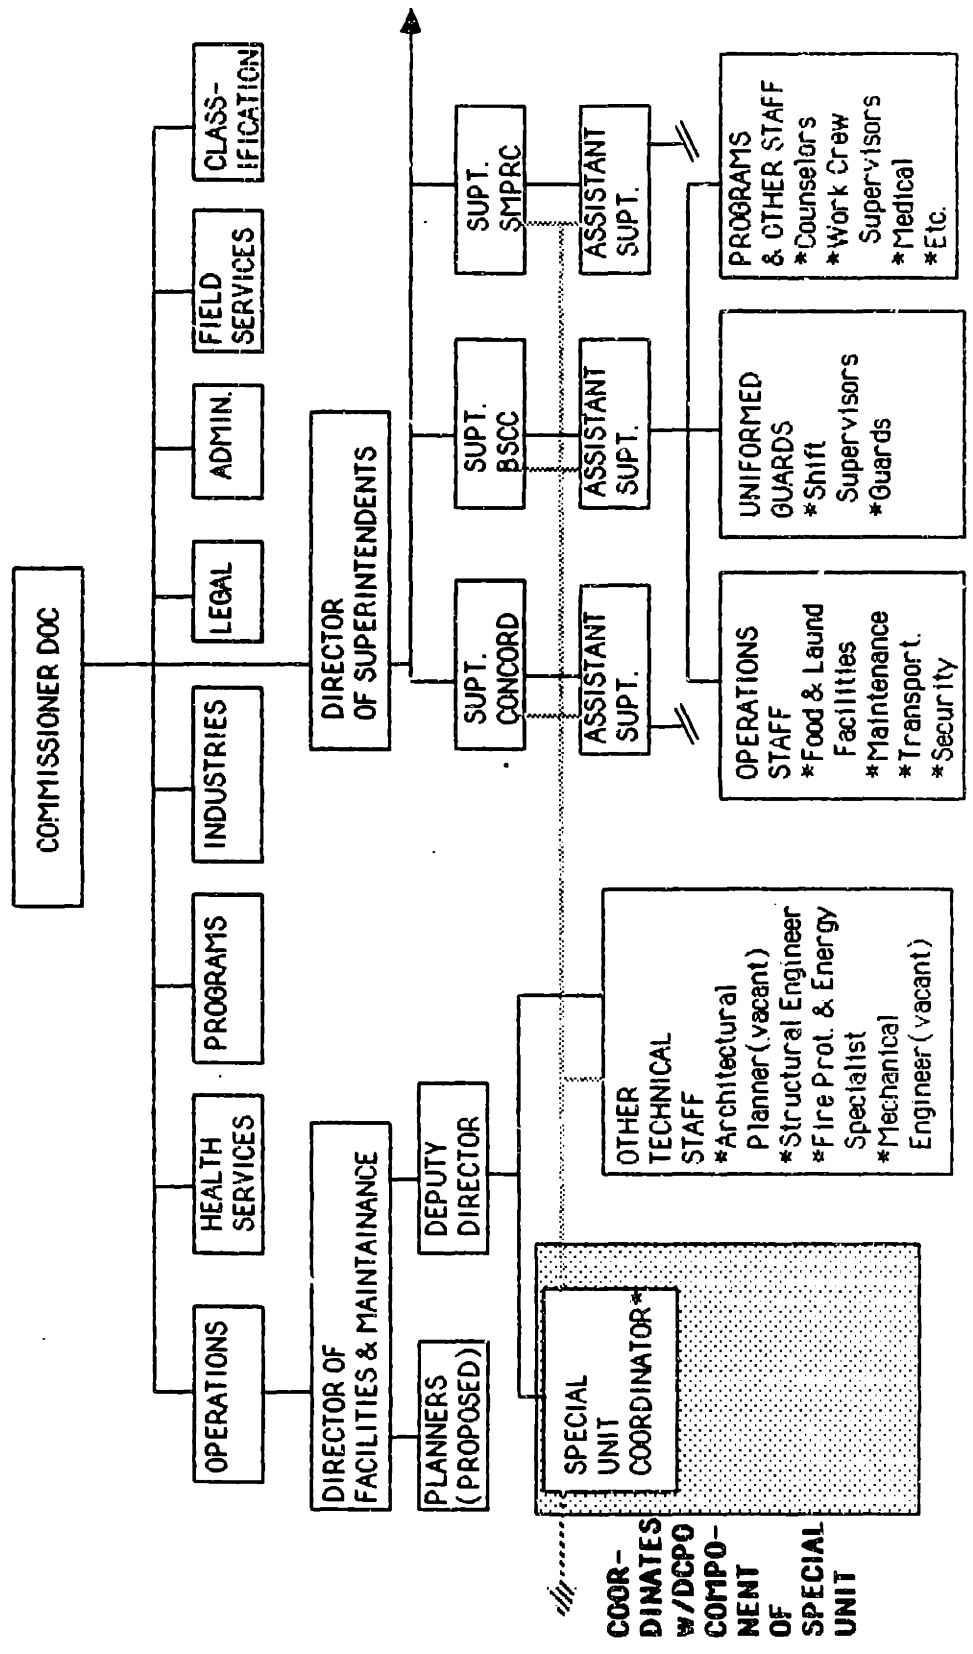 COMMISSIONER DOC
OPERATIONS
HEALTH
SERVICES
PROGRAMS
INDUSTRIES
LEGAL
ADMIN.
FIELD
SERVICES
CLASS-
IFICATION
DIRECTOR OF
FACILITIES & MAINTAINANCE
DIRECTOR
OF SUPERINTENDENTS
PLANNERS
(PROPOSED)
DEPUTY
DIRECTOR
SUPT.
CONCORD
SUPT.
BSCC
SUPT.
SMPRC
ASSISTANT
SUPT.
ASSISTANT
SUPT.
ASSISTANT
SUPT.
SPECIAL
UNIT
COORDINATOR*
OTHER
TECHNICAL
STAFF
*Architectural
Planner(vacant)
*Structural Engineer
*Fire Prot. & Energy
Specialist
*Mechanical
Engineer(vacant)
OPERATIONS
STAFF
*Food & Laund
Facilities
*Maintenance
*Transport.
*Security
UNIFORMED
GUARDS
*Shift
Supervisors
*Guards
PROGRAMS
& OTHER STAFF
*Counselors
*Work Crew
Supervisors
*Medical
*Etc.
COOR-
DINATES
W/DCPO
COMPO-
NENT
OF
SPECIAL
UNIT